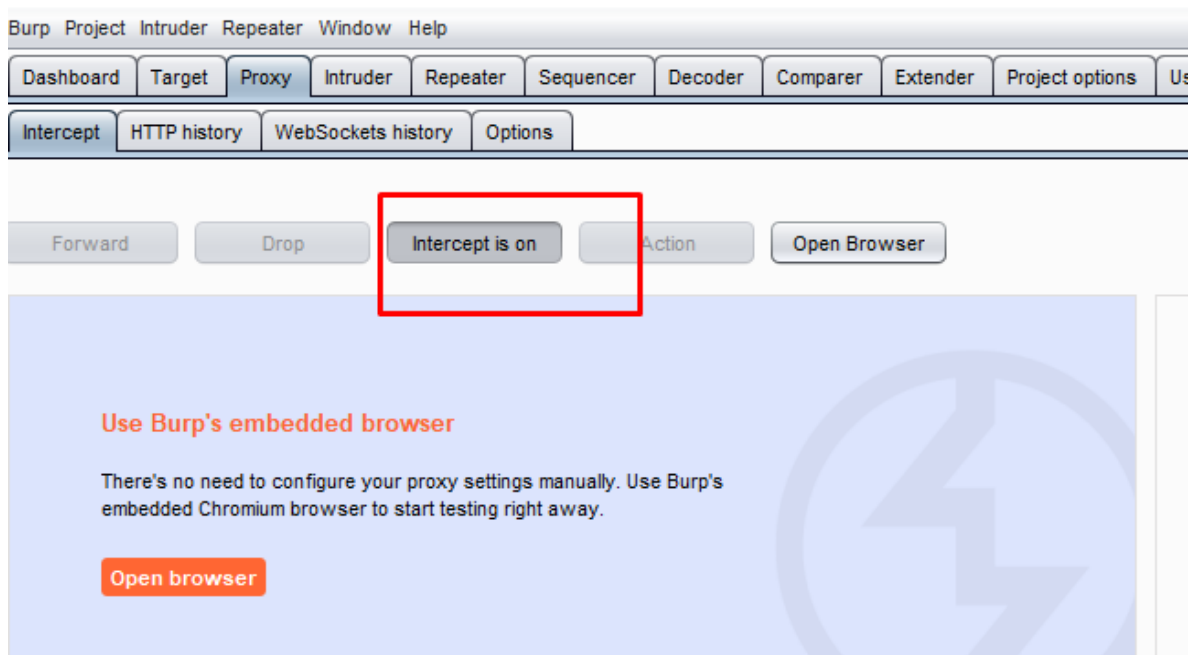 Burp Project Intruder Repeater Window Help
Dashboard Target Proxy Intruder Repeater Sequencer Decoder Comparer Extender Project options
Intercept HTTP history WebSockets history Options
Forward Drop Intercept is on Action Open Browser
Use Burp's embedded browser
There's no need to configure your proxy settings manually. Use Burp's
embedded Chromium browser to start testing right away.
Open browser